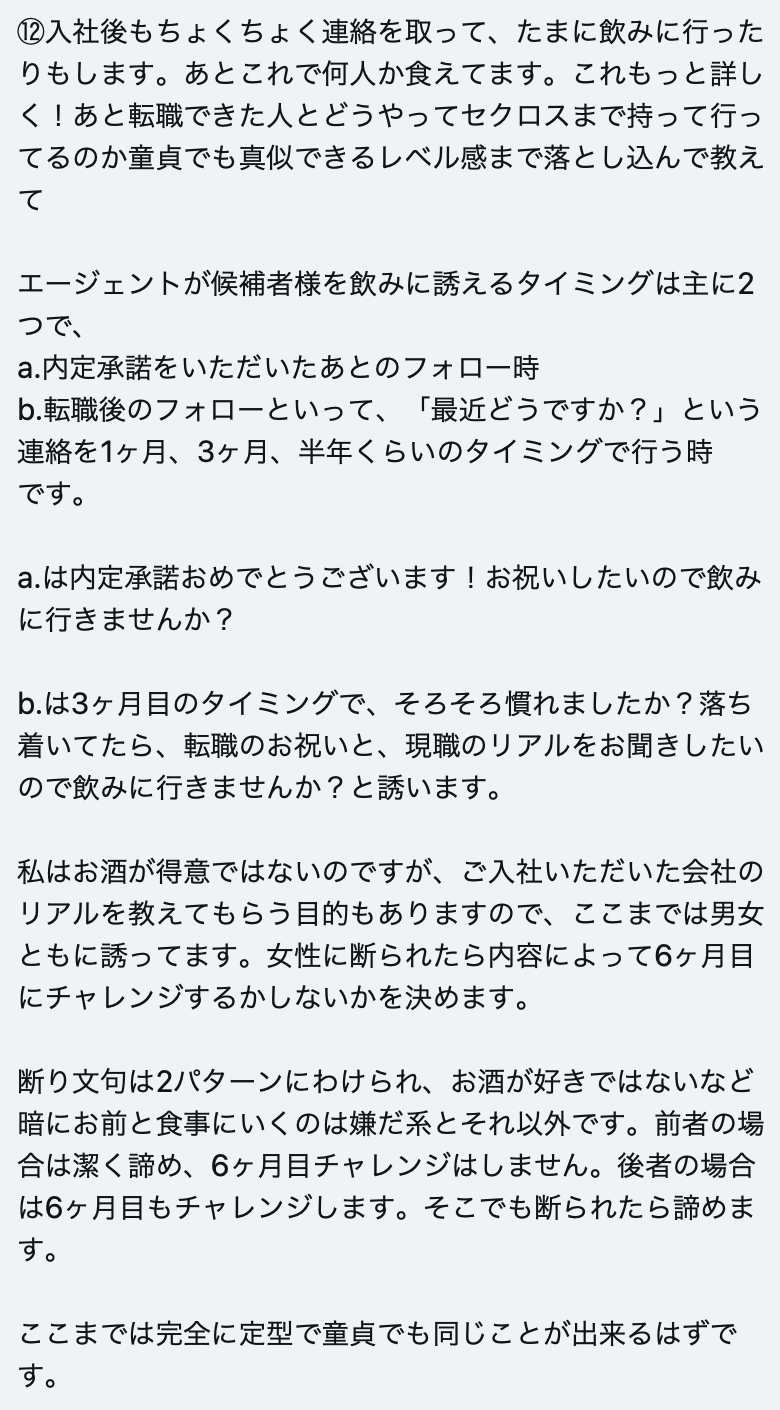 ⑫入社後もちょくちょく連絡を取って、たまに飲みに行った
りもします。あとこれで何人か食えてます。これもっと詳し
く！あと転職できた人とどうやってセクロスまで持って行っ
てるのか童貞でも真似できるレベル感まで落とし込んで教え
て
エージェントが候補者様を飲みに誘えるタイミングは主に2
つで、
a.内定承諾をいただいたあとのフォロー時
b.転職後のフォローといって、「最近どうですか？」という
連絡を1ヶ月、3ヶ月、半年くらいのタイミングで行う時
です。
a.は内定承諾おめでとうございます！お祝いしたいので飲み
に行きませんか？
b.は3ヶ月目のタイミングで、そろそろ慣れましたか？落ち
着いてたら、転職のお祝いと、現職のリアルをお聞きしたい
ので飲みに行きませんか？と誘います。
私はお酒が得意ではないのですが、ご入社いただいた会社の
リアルを教えてもらう目的もありますので、ここまでは男女
ともに誘ってます。女性に断られたら内容によって6ヶ月目
にチャレンジするかしないかを決めます。
断り文句は2パターンにわけられ、お酒が好きではないなど
暗にお前と食事にいくのは嫌だ系とそれ以外です。前者の場
合は潔く諦め、6ヶ月目チャレンジはしません。後者の場合
は6ヶ月目もチャレンジします。そこでも断られたら諦めま
す。
ここまでは完全に定型で童貞でも同じことが出来るはずで
す。